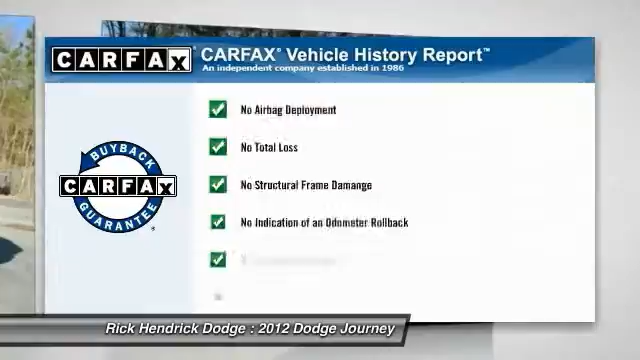 CARFAX CARFAX® Vehicle History Report™
An independent company established in 1986
No Airbag Deployment
No Total Loss
BUYBACK
CARFAX
GUARANTEE
No Structural Frame Damange
No Indication of an Odometer Rollback
Rick Hendrick Dodge : 2012 Dodge Journey